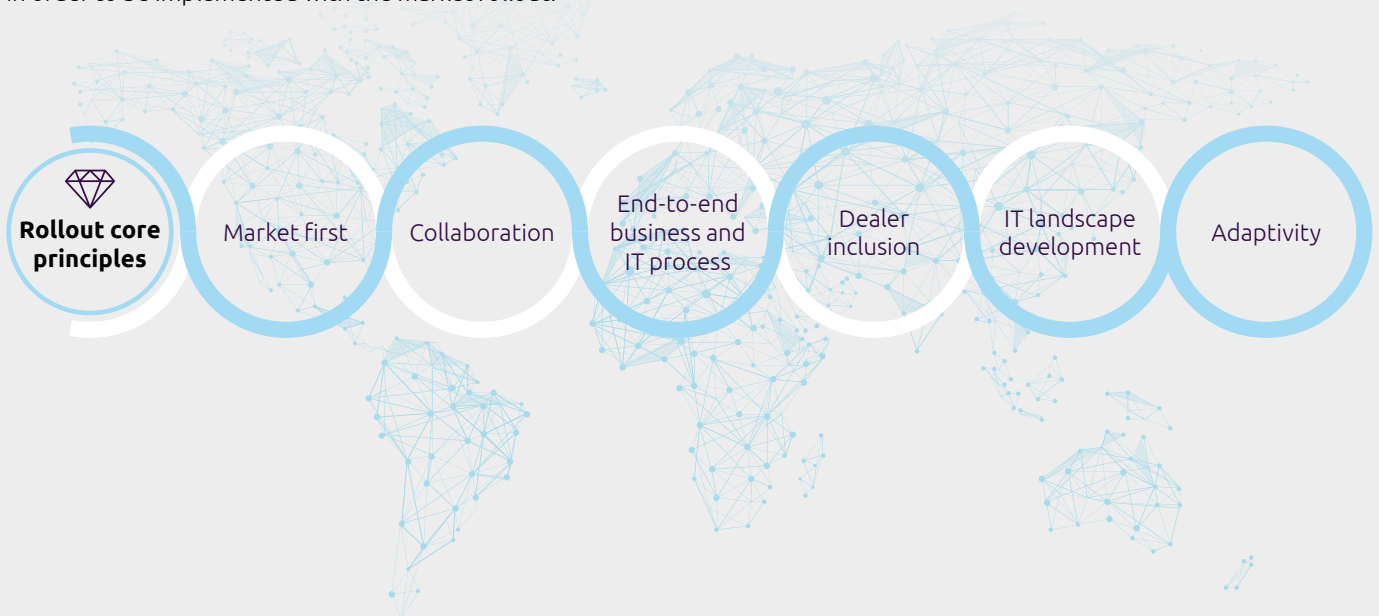 Rollout core
principles
Market first
Collaboration
End-to-end
business and
IT process
Dealer
inclusion
IT landscape
development
Adaptivity